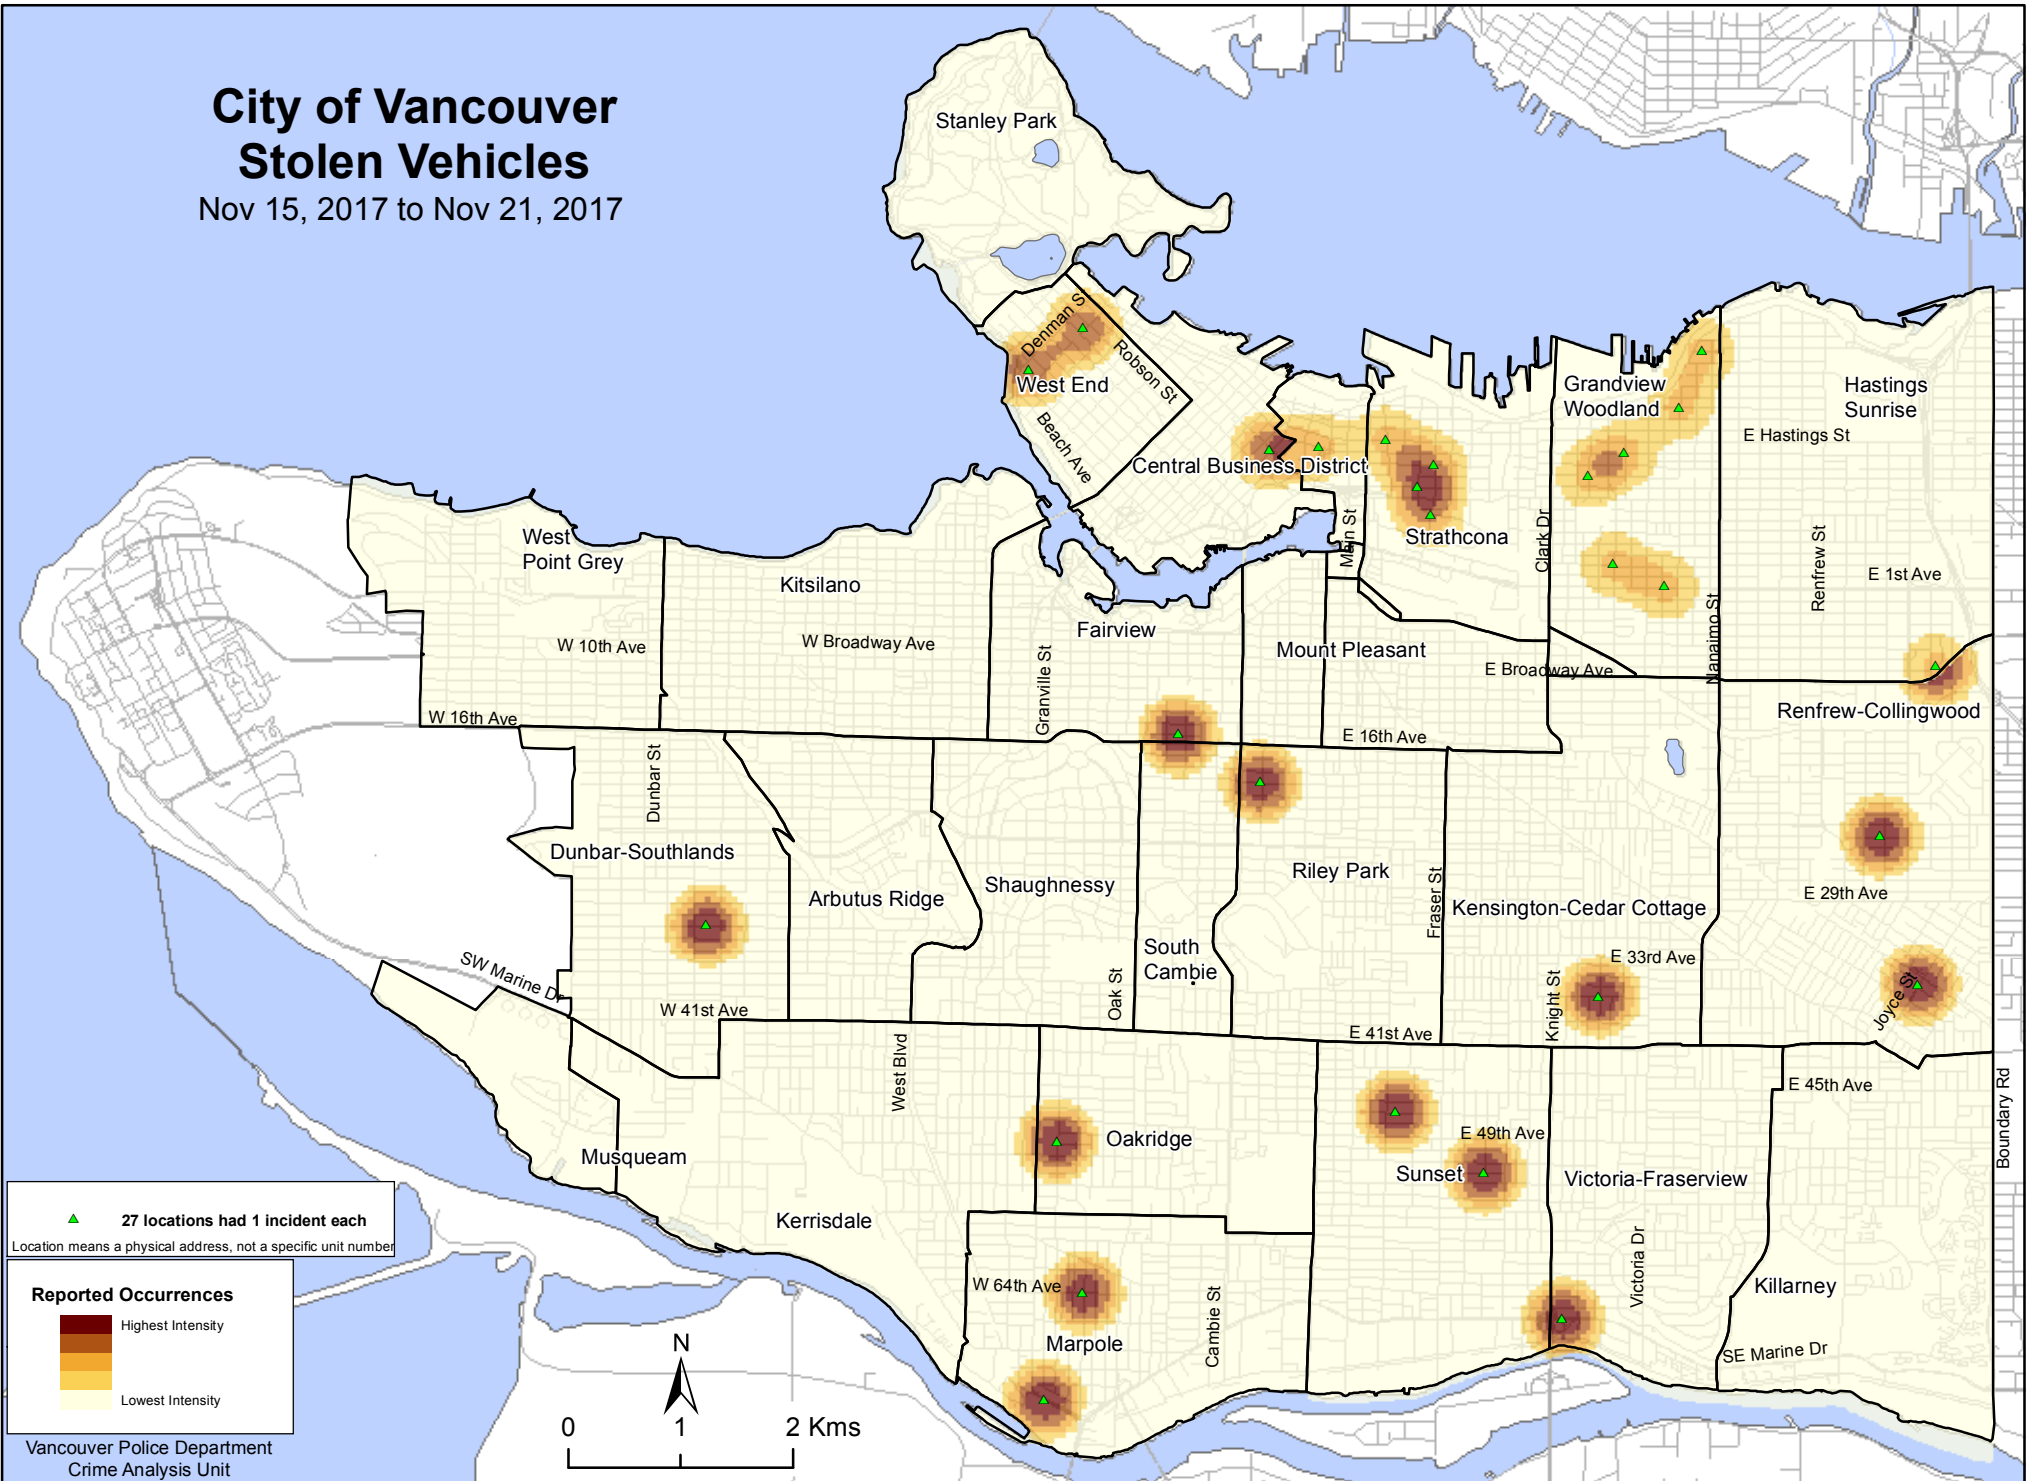 City of Vancouver
Stolen Vehicles
Nov 15, 2017 to Nov 21, 2017
Stanley Park
Denman S
Robson St
West End
Beach Ave
Central Business District
Main St
Strathcona
Clark Dr
Grandview
Woodland
Hastings
Sunrise
E Hastings St
Renfrew St
E 1st Ave
Nanaimo St
West
Point Grey
Kitsilano
W 10th Ave
W Broadway Ave
Fairview
Granville St
Mount Pleasant
E Broadway Ave
W 16th Ave
E 16th Ave
Renfrew-Collingwood
Dunbar St
Dunbar-Southlands
Arbutus Ridge
Shaughnessy
Riley Park
Fraser St
Kensington-Cedar Cottage
E 29th Ave
South
Cambie
Oak St
E 33rd Ave
Knight St
Joyce St
SW Marine Dr
W 41st Ave
E 41st Ave
West Blvd
E 45th Ave
Boundary Rd
Musqueam
Oakridge
E 49th Ave
Sunset
Victoria-Fraserview
Kerrisdale
Victoria Dr
W 64th Ave
Cambie St
Killarney
Marpole
SE Marine Dr
27 locations had 1 incident each
Location means a physical address, not a specific unit number
Reported Occurrences
Highest Intensity
Lowest Intensity
Vancouver Police Department
Crime Analysis Unit
N
0 1 2 Kms